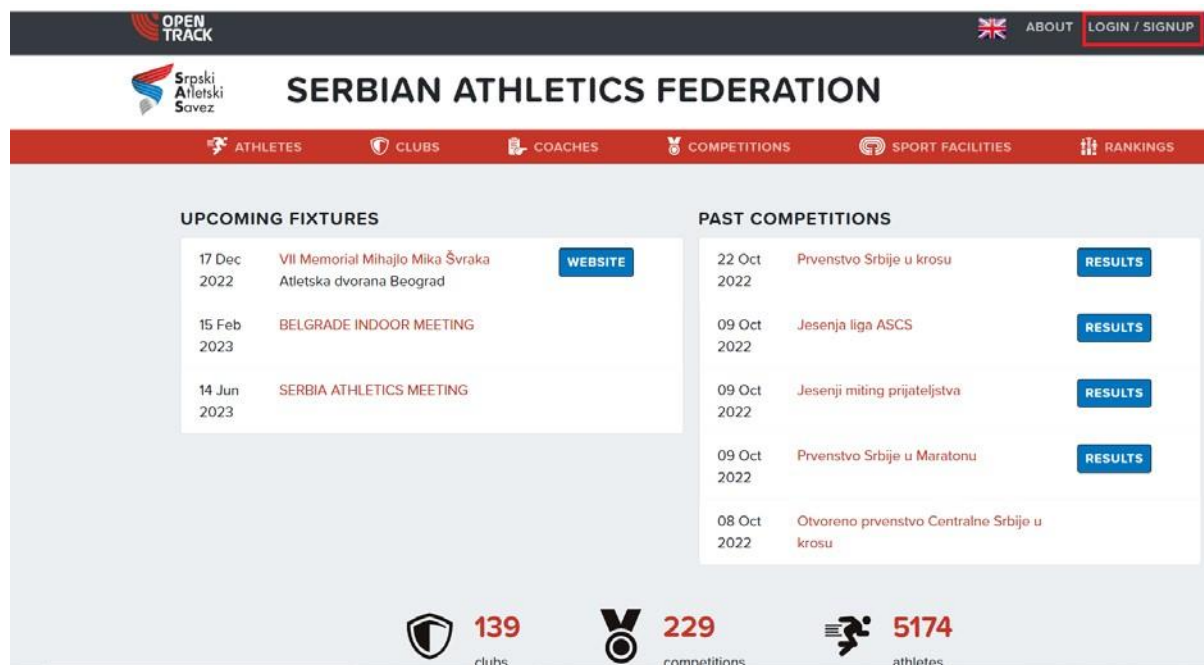 OPEN
TRACK
ABOUT
LOGIN / SIGNUP
Srpski
Atletski
Savez
SERBIAN ATHLETICS FEDERATION
ATHLETES
CLUBS
COACHES
COMPETITIONS
SPORT FACILITIES
RANKINGS
UPCOMING FIXTURES
17 Dec
2022
VII Memorial Mihajlo Mika Švraka
Atletska dvorana Beograd
WEBSITE
15 Feb
2023
BELGRADE INDOOR MEETING
14 Jun
2023
SERBIA ATHLETICS MEETING
PAST COMPETITIONS
22 Oct
2022
Prvenstvo Srbije u krosu
RESULTS
09 Oct
2022
Jesenja liga ASCS
RESULTS
09 Oct
2022
Jesenji miting prijateljstva
RESULTS
09 Oct
2022
Prvenstvo Srbije u Maratonu
RESULTS
08 Oct
2022
Otvoreno prvenstvo Centralne Srbije u
krosu
139
clubs
229
competitions
5174
athletes